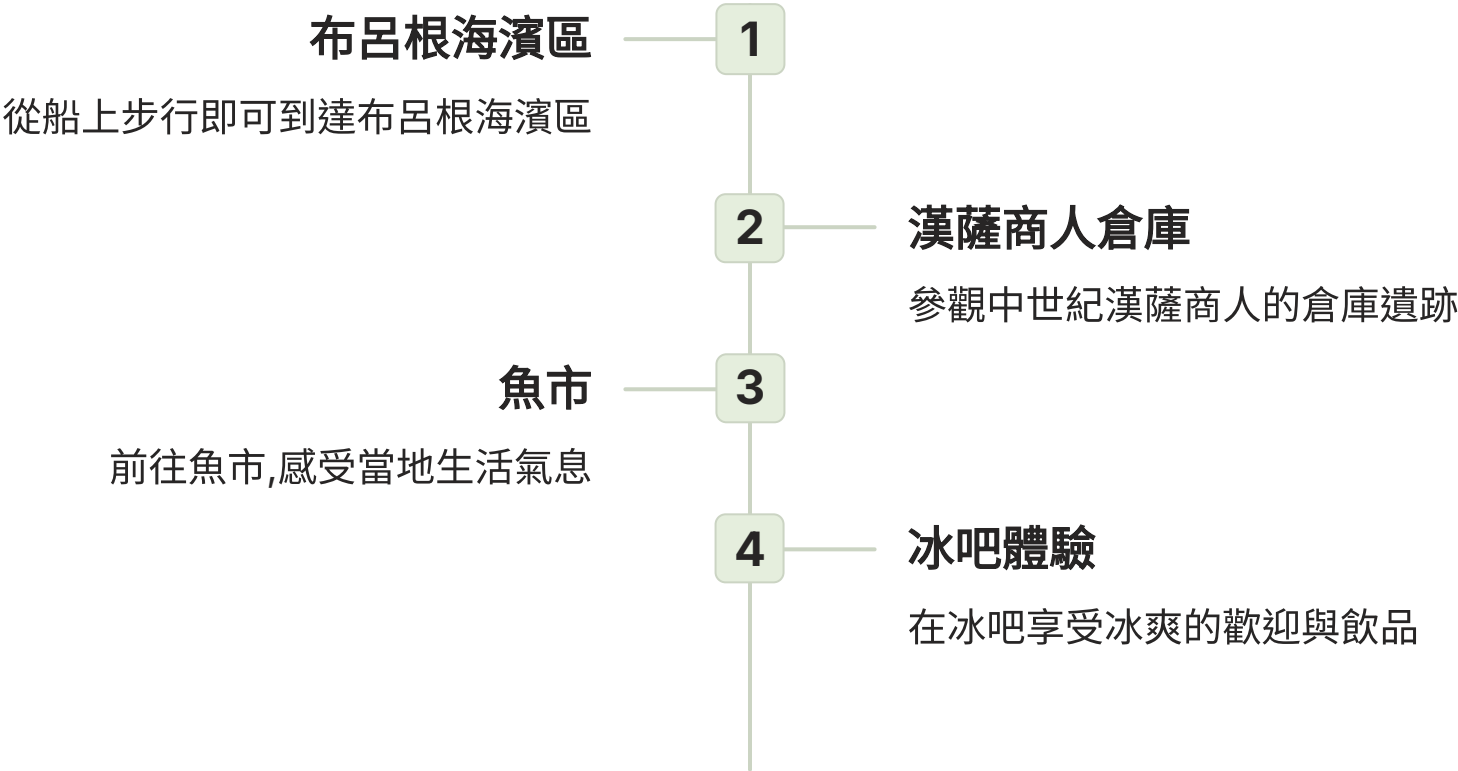 布呂根海濱區
1
從船上步行即可到達布呂根海濱區
2
漢薩商人倉庫
參觀中世紀漢薩商人的倉庫遺跡
魚市
3
前往魚市,感受當地生活氣息
4
冰吧體驗
在冰吧享受冰爽的歡迎與飲品